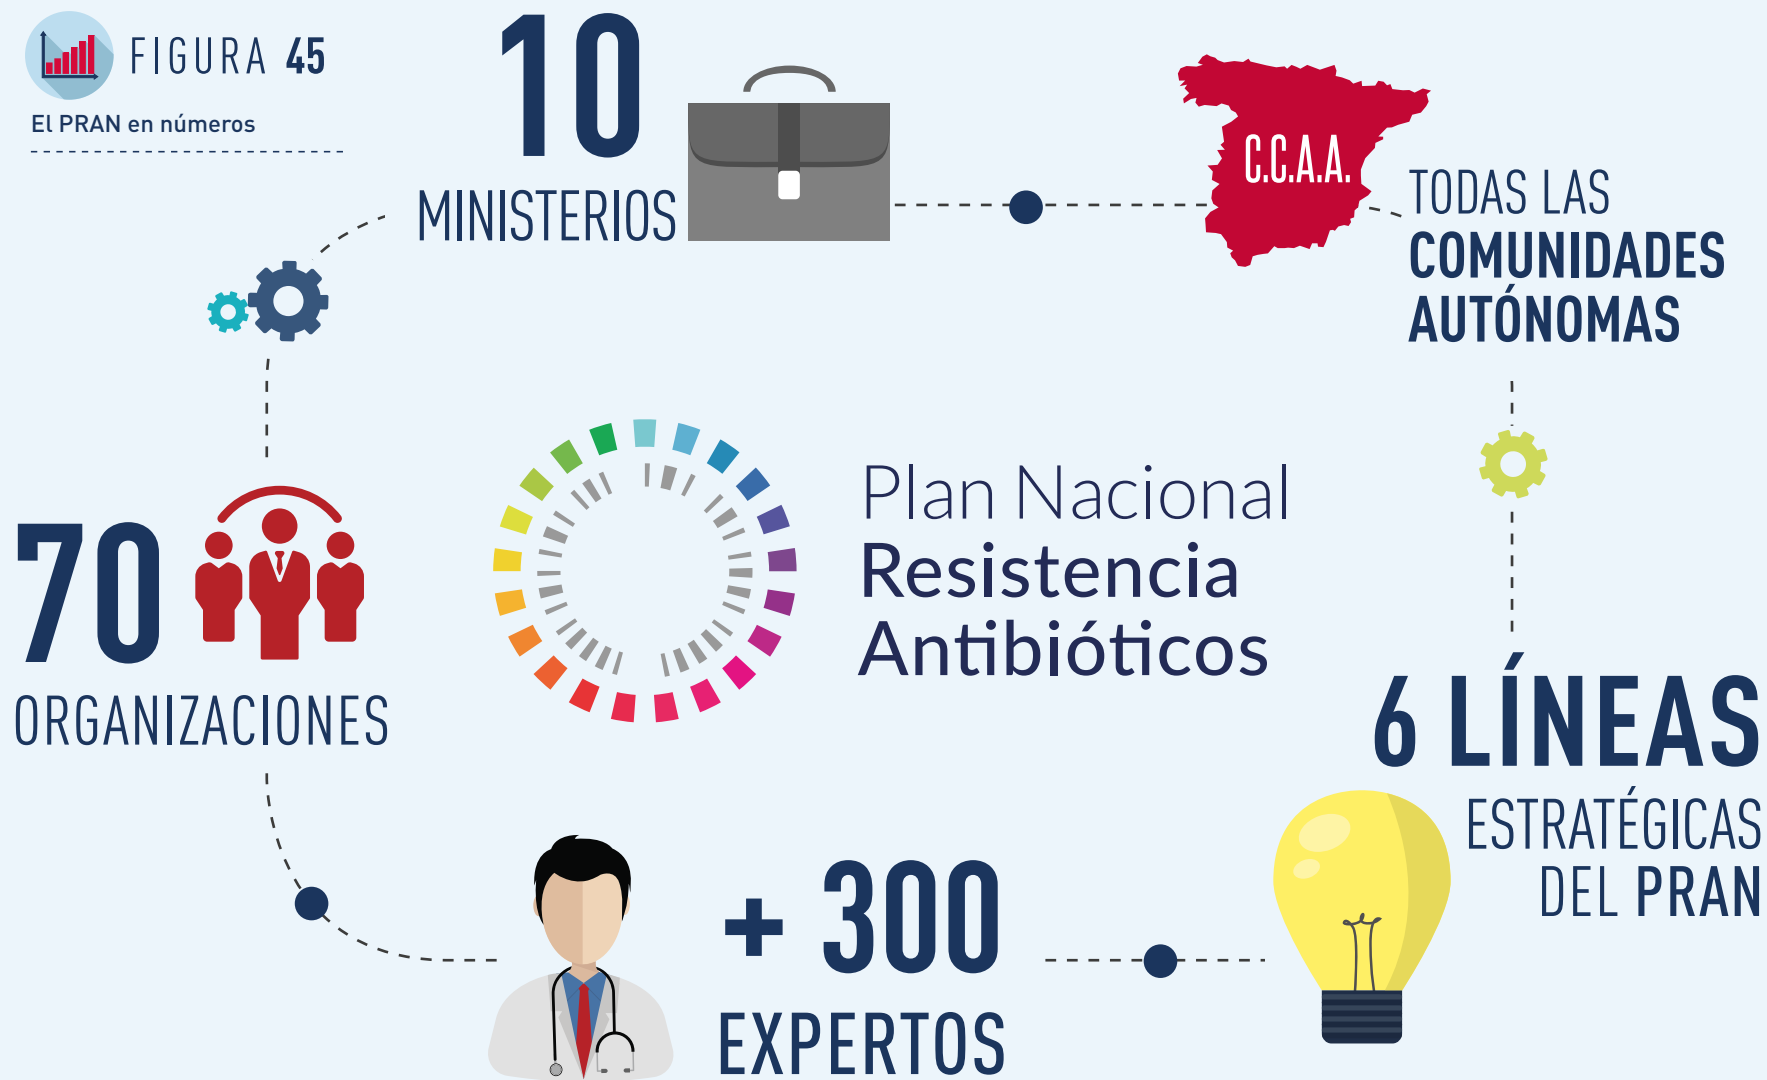 FIGURA 45
El PRAN en números
10
MINISTERIOS
C.C.A.A.
TODAS LAS
COMUNIDADES
AUTÓNOMAS
70
ORGANIZACIONES
Plan Nacional
Resistencia
Antibióticos
6 LÍNEAS
ESTRATÉGICAS
DEL PRAN
+ 300
EXPERTOS